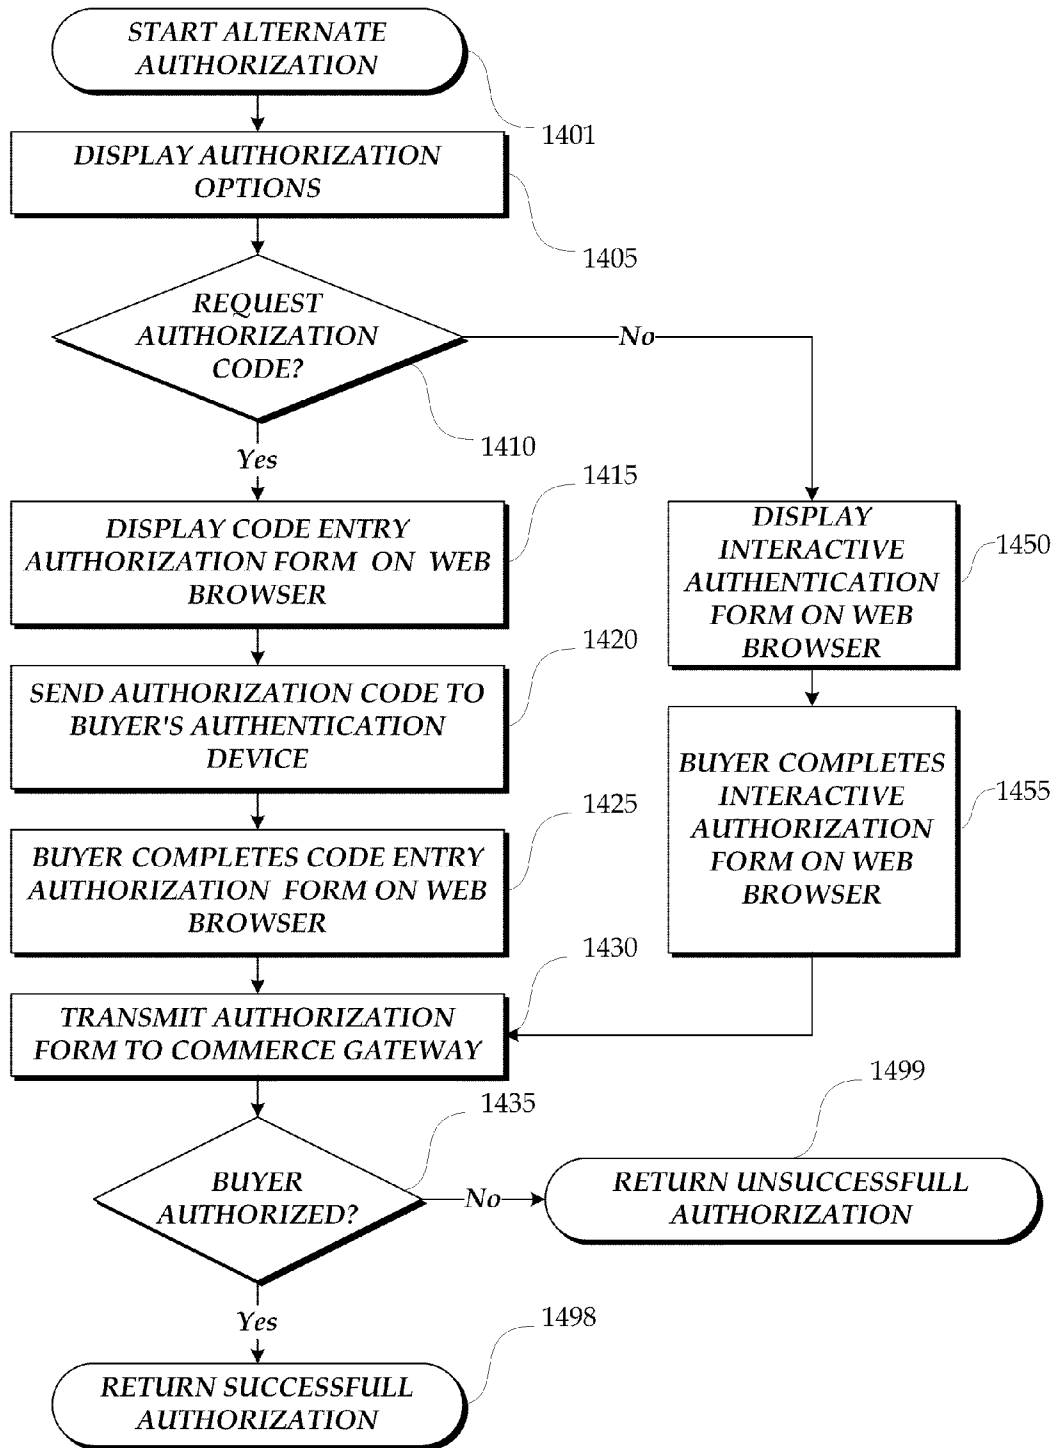 START ALTERNATE
AUTHORIZATION
1401
DISPLAY AUTHORIZATION
OPTIONS
1405
REQUEST
AUTHORIZATION
CODE?
No
1410
Yes
1415
DISPLAY CODE ENTRY
AUTHORIZATION FORM ON WEB
BROWSER
DISPLAY
INTERACTIVE
AUTHENTICATION
FORM ON WEB
BROWSER
1450
1420
SEND AUTHORIZATION CODE TO
BUYER'S AUTHENTICATION
DEVICE
BUYER COMPLETES
INTERACTIVE
AUTHORIZATION
FORM ON WEB
BROWSER
1455
1425
BUYER COMPLETES CODE ENTRY
AUTHORIZATION FORM ON WEB
BROWSER
1430
TRANSMIT AUTHORIZATION
FORM TO COMMERCE GATEWAY
1435
BUYER
AUTHORIZED?
No
1499
RETURN UNSUCCESSFULL
AUTHORIZATION
Yes
1498
RETURN SUCCESSFULL
AUTHORIZATION